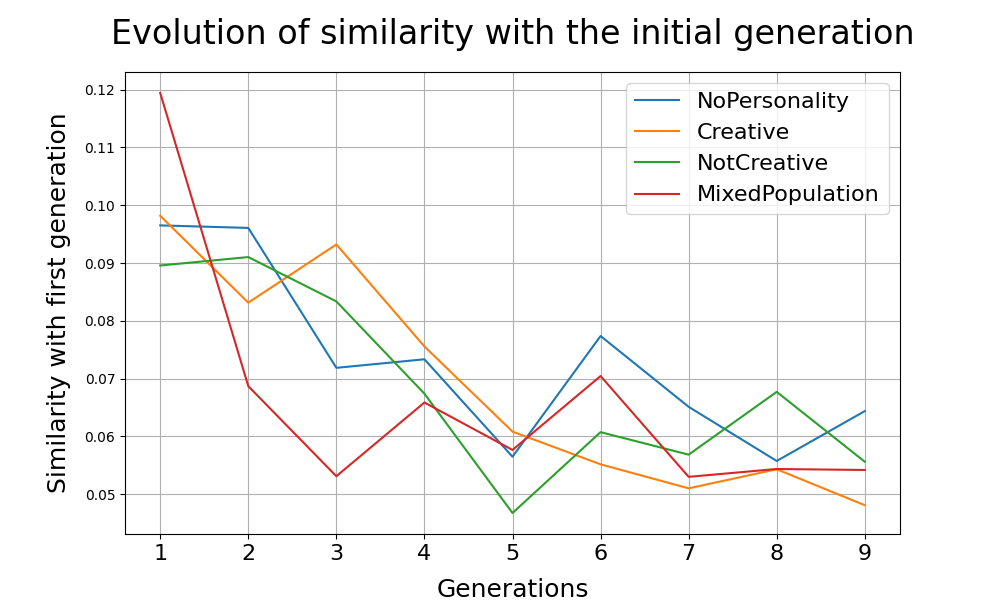 Evolution of similarity with the initial generation
Similarity with first generation
0.12
0.11
0.10
0.09
0.08
0.07
0.06
0.05
NoPersonality
Creative
NotCreative
MixedPopulation
1 2 3 4 5 6 7 8 9
Generations